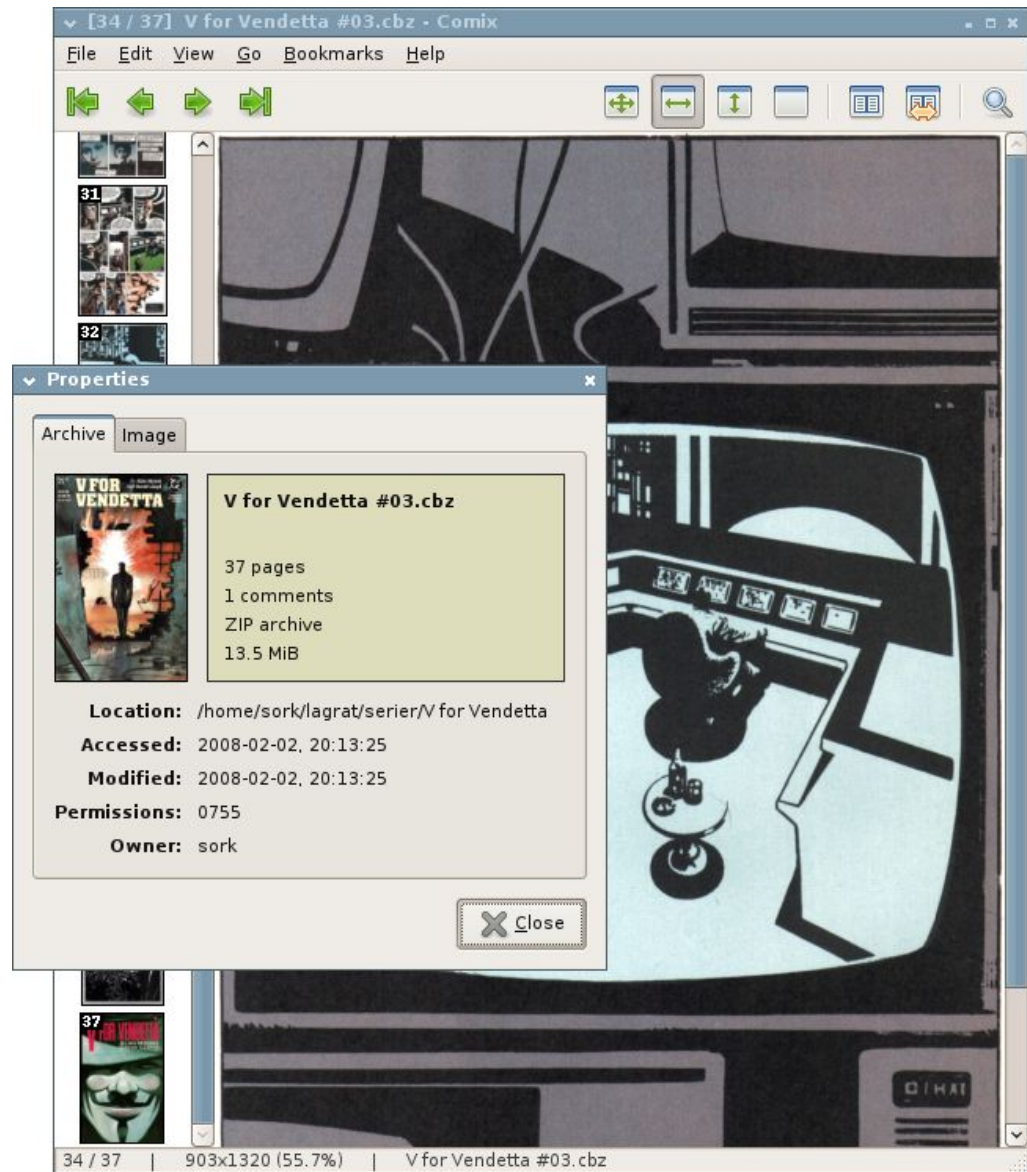 [34 / 37] V for Vendetta #03.cbz - Comix
File Edit View Go Bookmarks Help
31
32
Properties
Archive Image
V FOR
VENDETTA
V for Vendetta #03.cbz
37 pages
1 comments
ZIP archive
13.5 MiB
Location: /home/sork/lagrat/serier/V for Vendetta
Accessed: 2008-02-02, 20:13:25
Modified: 2008-02-02, 20:13:25
Permissions: 0755
Owner: sork
Close
37
V FOR VENDETTA
34 / 37 | 903x1320 (55.7%) | V for Vendetta #03.cbz